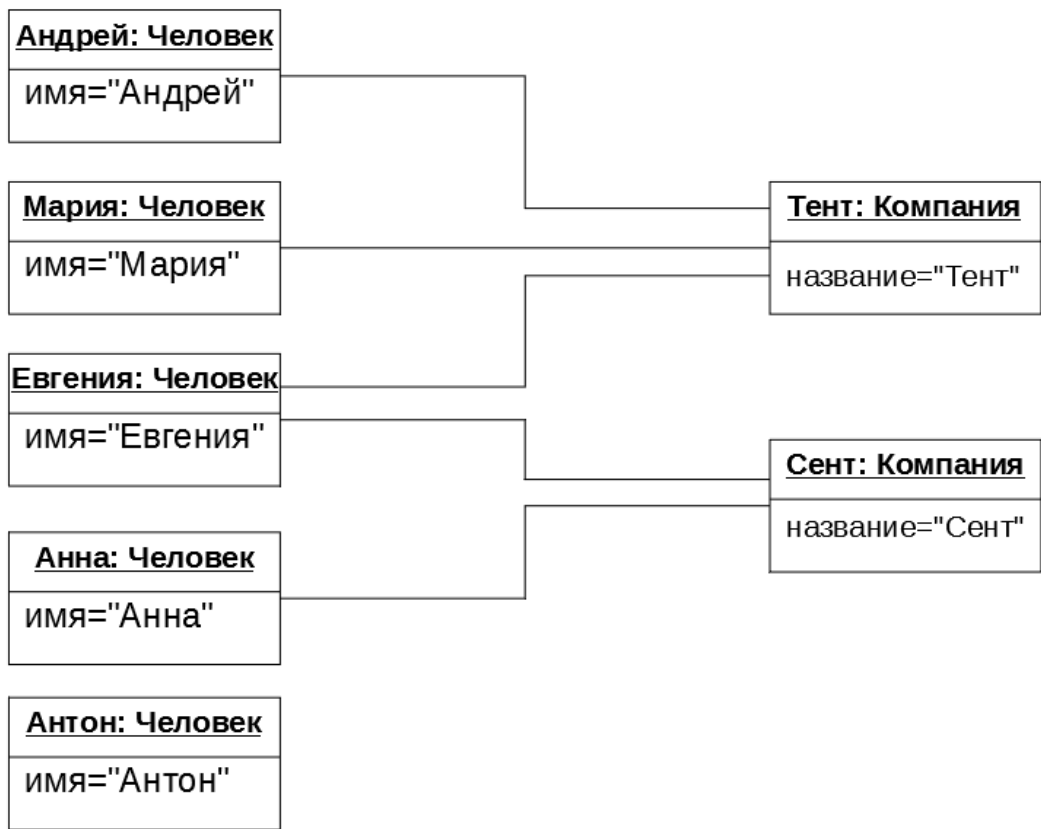 Андрей: Человек
имя="Андрей"
Мария: Человек
имя="Мария"
Евгения: Человек
имя="Евгения"
Анна: Человек
имя="Анна"
Антон: Человек
имя="Антон"
Тент: Компания
название="Тент"
Сент: Компания
название="Сент"